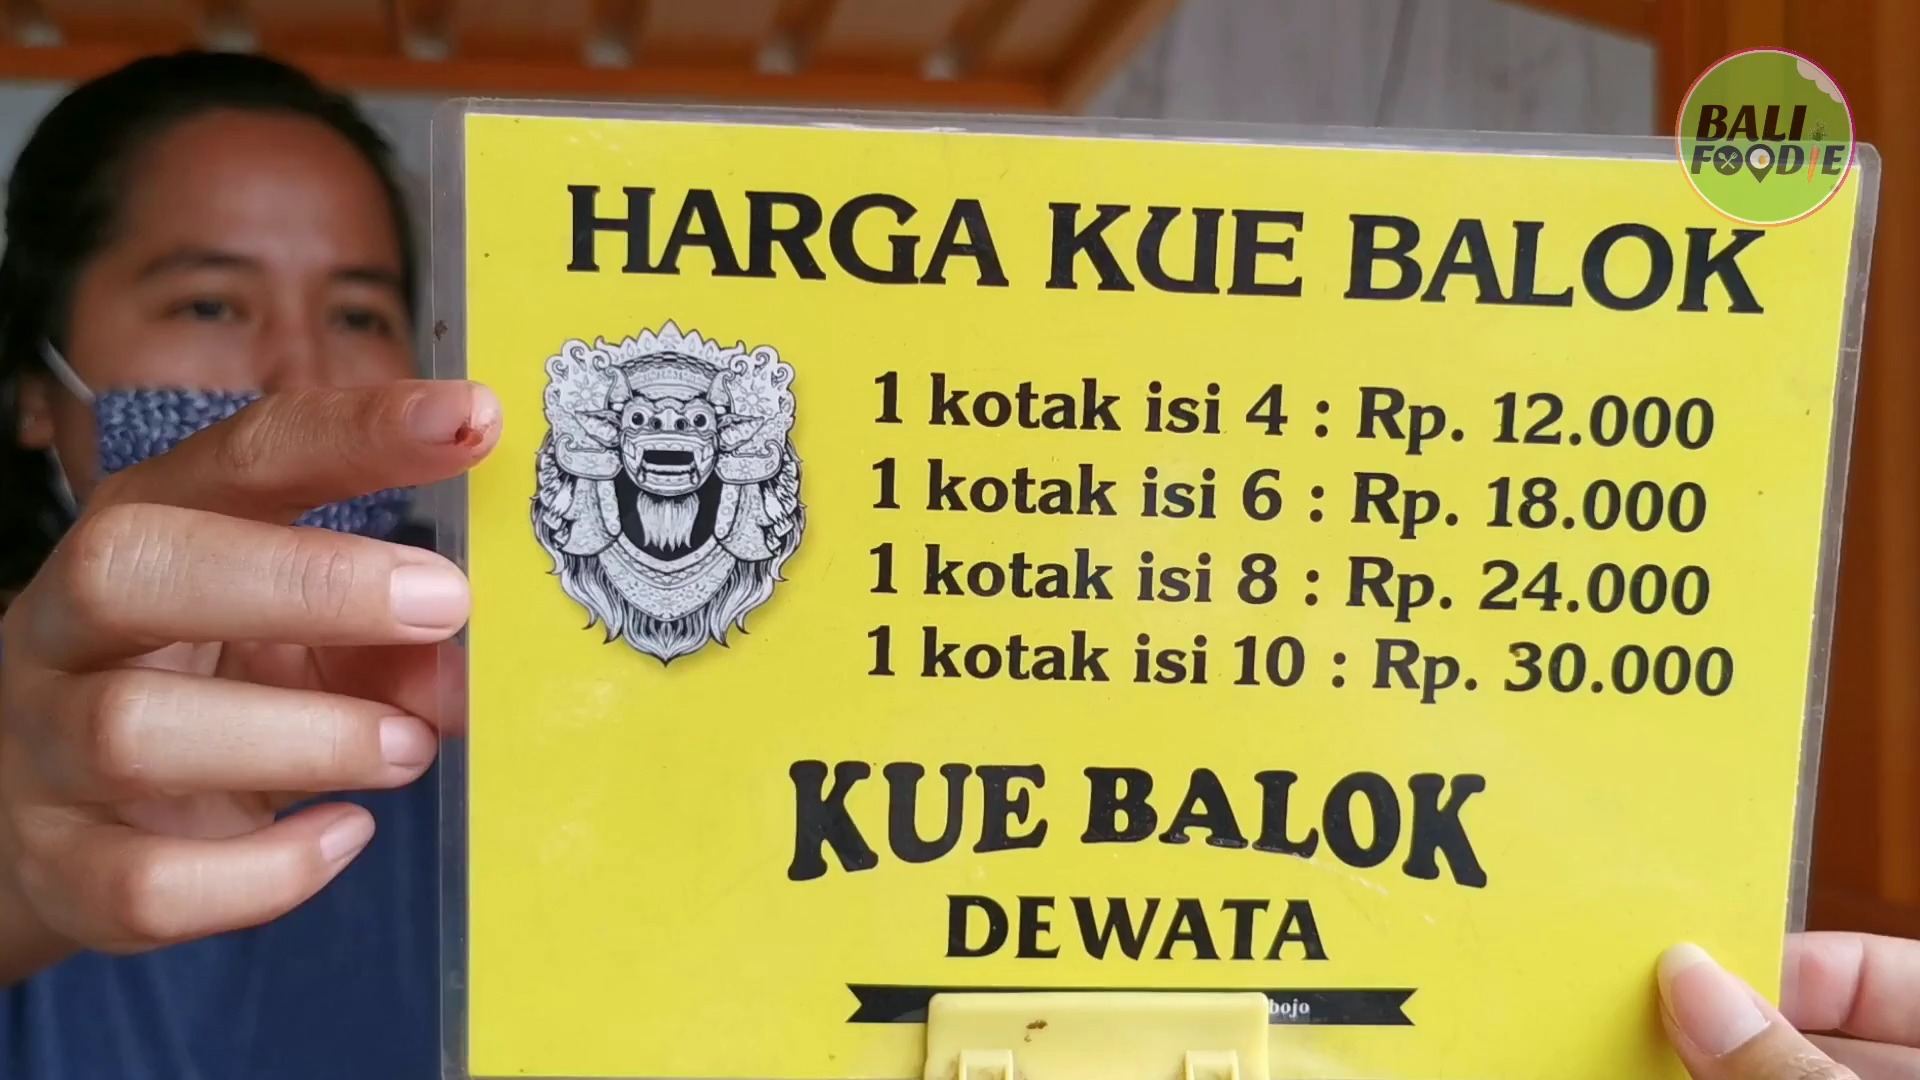 BALI
FOODIE
HARGA KUE BALOK
1 kotak isi 4 : Rp. 12.000
1 kotak isi 6 : Rp. 18.000
1 kotak isi 8 : Rp. 24.000
1 kotak isi 10 : Rp. 30.000
KUE BALOK
DEWATA
bojo